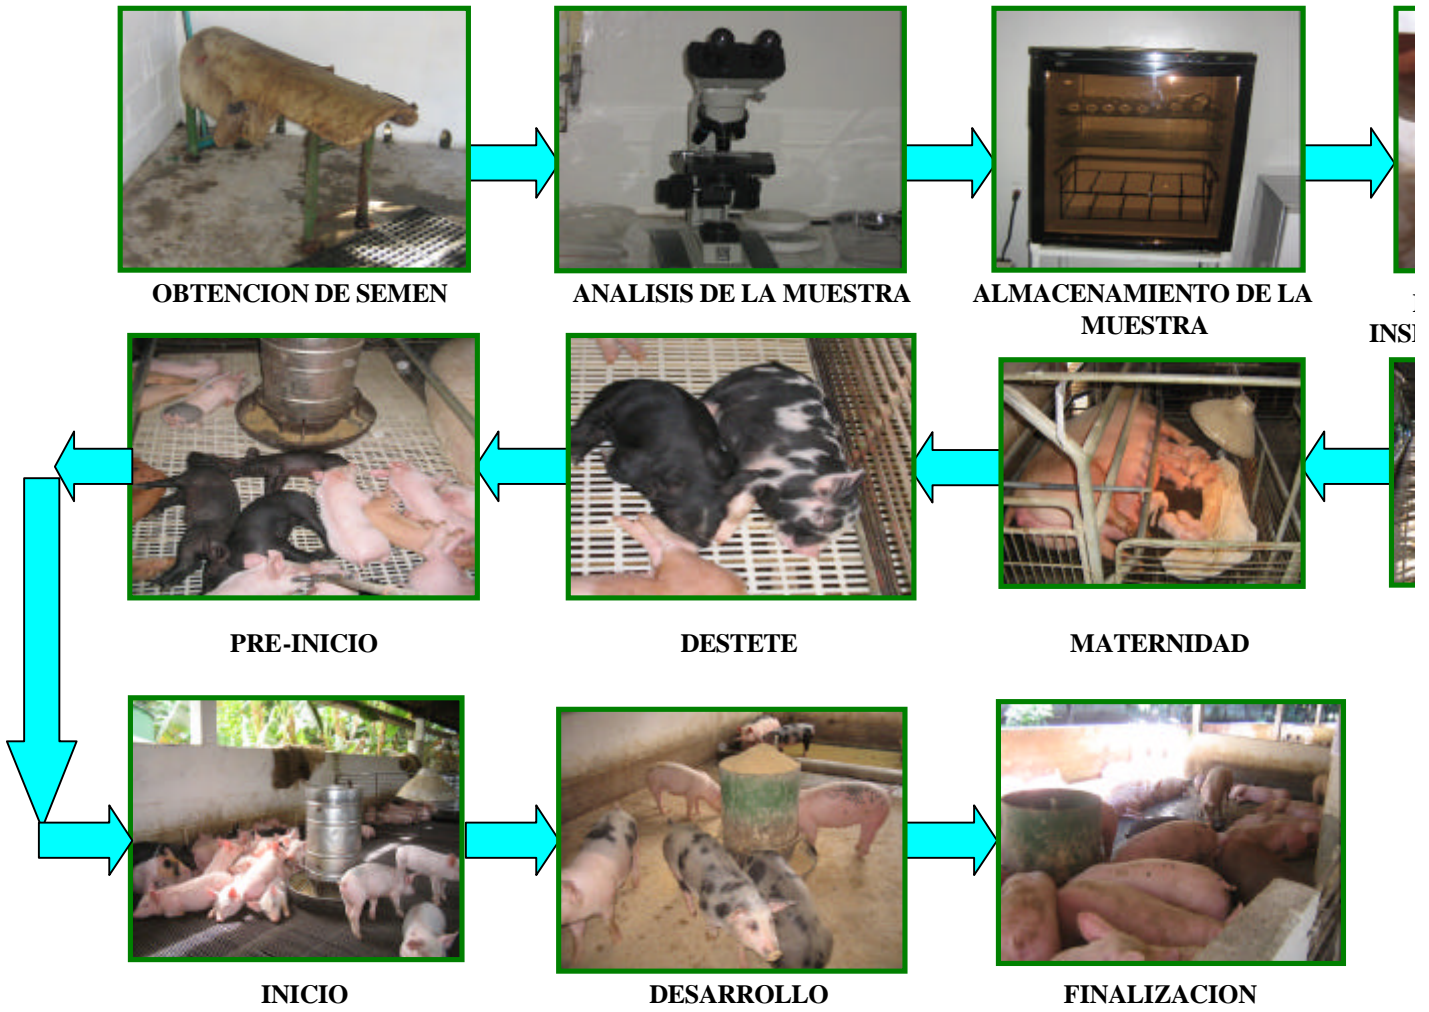 OBTENCION DE SEMEN
ANALISIS DE LA MUESTRA
ALMACENAMIENTO DE LA
MUESTRA
PRE-INICIO
DESTETE
MATERNIDAD
INICIO
DESARROLLO
FINALIZACION